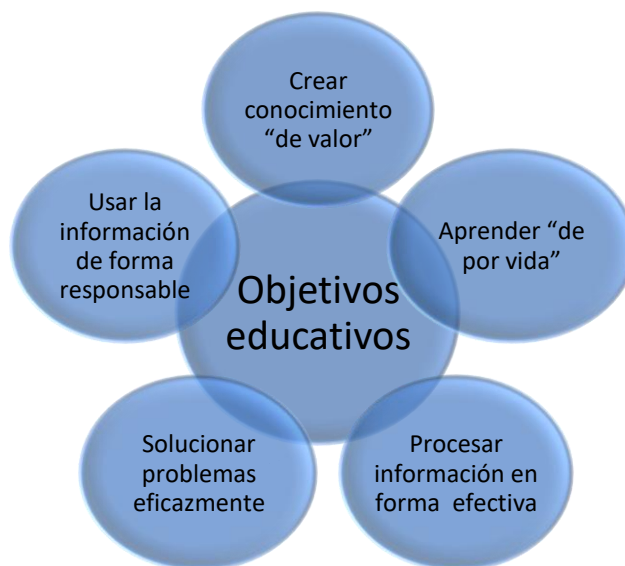 Crear
conocimiento
“de valor”
Usar la
información
de forma
responsable
Aprender “de
por vida”
Objetivos
educativos
Solucionar
problemas
eficazmente
Procesar
información en
forma  efectiva